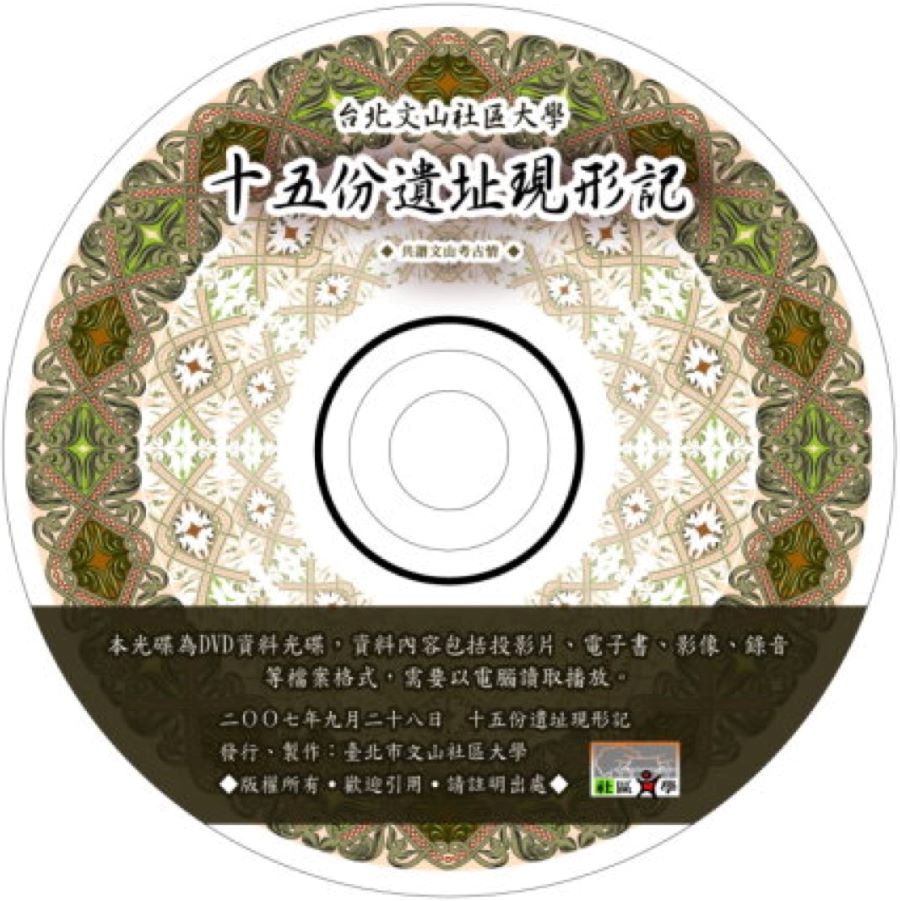 台北文山社區大學
十五份遺址現形記
◆ 共譜文山考古情 ◆
本光碟為DVD資料光碟，資料內容包括投影片、電子書、影像、錄音
等檔案格式，需要以電腦讀取播放。
二〇〇七年九月二十八日　十五份遺址現形記
發行、製作：臺北市文山社區大學
◆版權所有•歡迎引用•請註明出處◆
社區大學